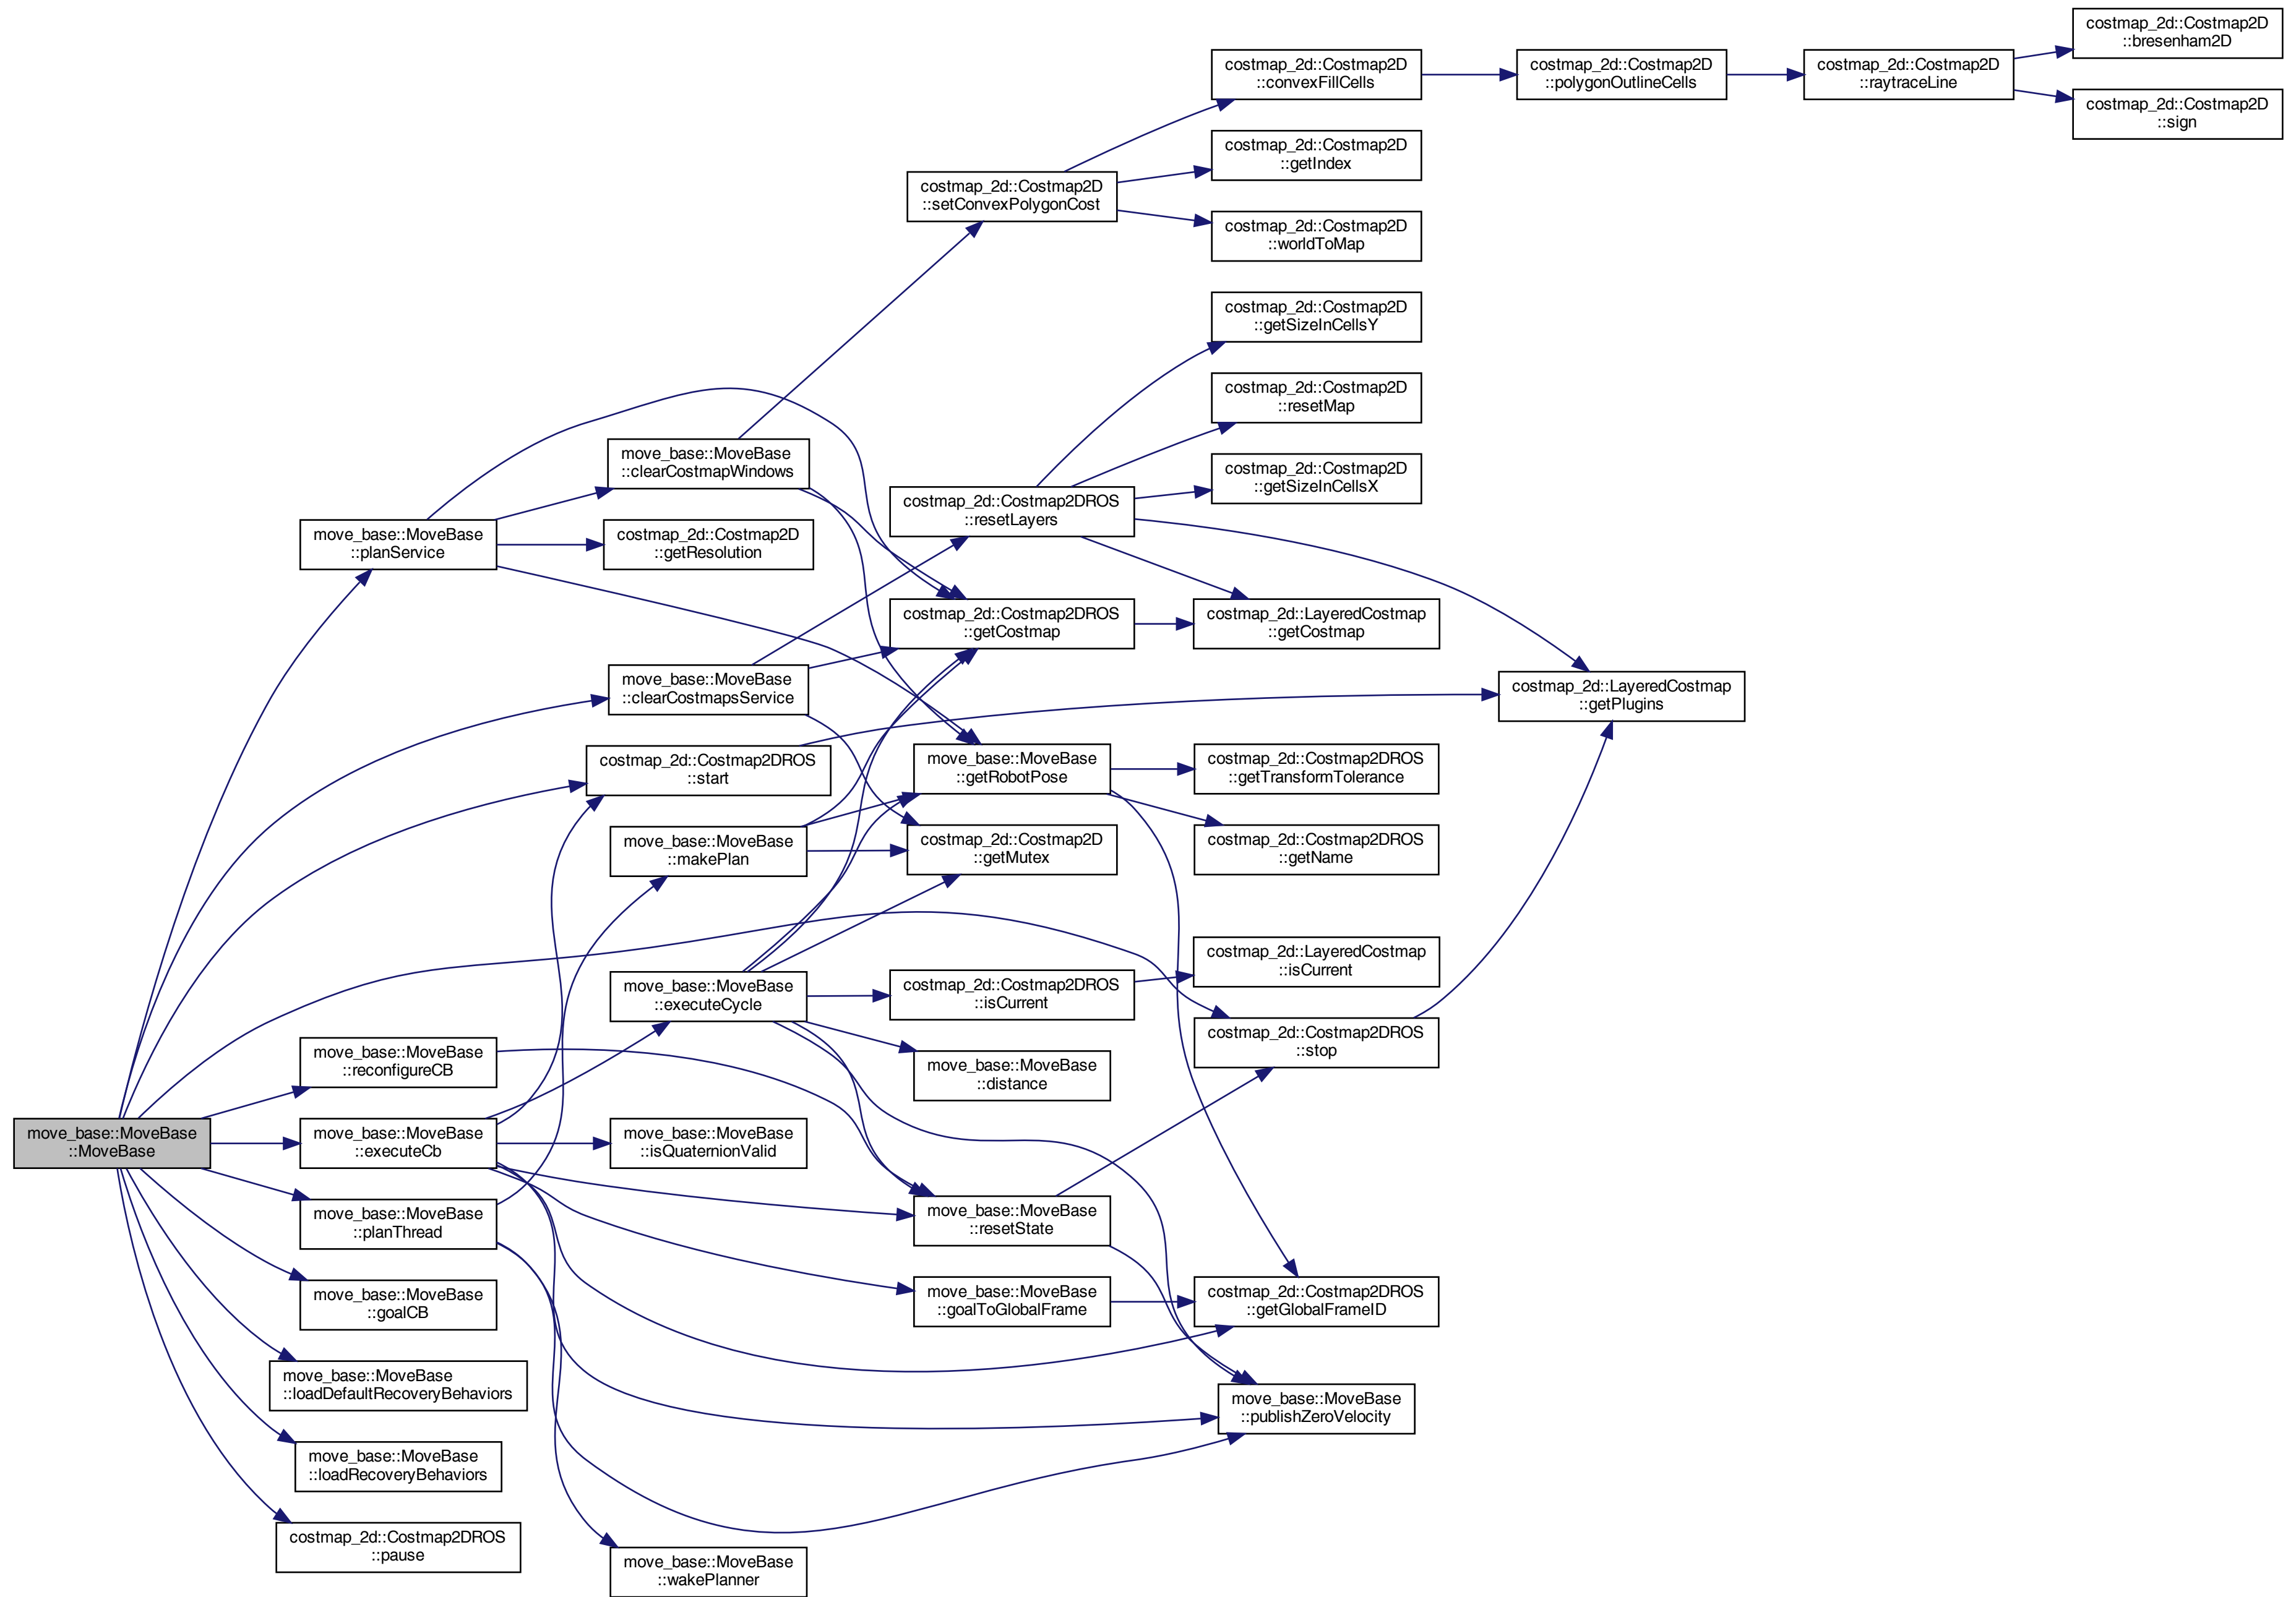 move_base::MoveBase
::MoveBase
move_base::MoveBase
::planService
move_base::MoveBase
::reconfigureCB
move_base::MoveBase
::executeCb
move_base::MoveBase
::planThread
move_base::MoveBase
::goalCB
move_base::MoveBase
::loadDefaultRecoveryBehaviors
move_base::MoveBase
::loadRecoveryBehaviors
costmap_2d::Costmap2DROS
::pause
move_base::MoveBase
::clearCostmapWindows
costmap_2d::Costmap2D
::getResolution
move_base::MoveBase
::clearCostmapsService
costmap_2d::Costmap2DROS
::start
move_base::MoveBase
::makePlan
move_base::MoveBase
::executeCycle
move_base::MoveBase
::isQuaternionValid
move_base::MoveBase
::wakePlanner
costmap_2d::Costmap2D
::setConvexPolygonCost
costmap_2d::Costmap2DROS
::resetLayers
costmap_2d::Costmap2DROS
::getCostmap
move_base::MoveBase
::getRobotPose
costmap_2d::Costmap2D
::getMutex
costmap_2d::Costmap2DROS
::isCurrent
move_base::MoveBase
::distance
move_base::MoveBase
::resetState
move_base::MoveBase
::goalToGlobalFrame
costmap_2d::Costmap2D
::convexFillCells
costmap_2d::Costmap2D
::getIndex
costmap_2d::Costmap2D
::worldToMap
costmap_2d::Costmap2D
::getSizeInCellsY
costmap_2d::Costmap2D
::resetMap
costmap_2d::Costmap2D
::getSizeInCellsX
costmap_2d::LayeredCostmap
::getCostmap
costmap_2d::Costmap2DROS
::getTransformTolerance
costmap_2d::Costmap2DROS
::getName
costmap_2d::LayeredCostmap
::isCurrent
costmap_2d::Costmap2DROS
::stop
costmap_2d::Costmap2DROS
::getGlobalFrameID
move_base::MoveBase
::publishZeroVelocity
costmap_2d::Costmap2D
::polygonOutlineCells
costmap_2d::LayeredCostmap
::getPlugins
costmap_2d::Costmap2D
::raytraceLine
costmap_2d::Costmap2D
::bresenham2D
costmap_2d::Costmap2D
::sign